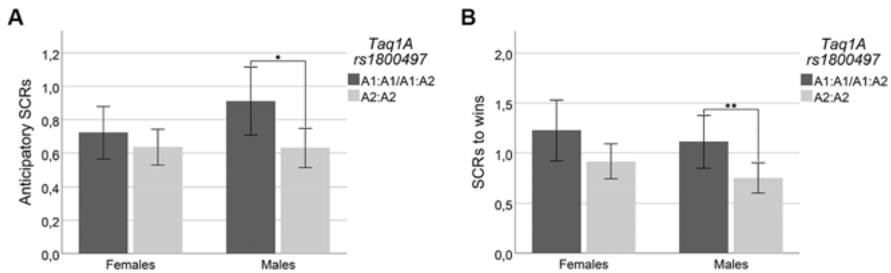 A
Anticipatory SCRs
1,2
1,0
0,8
0,6
0,4
0,2
0,0
*
Females
Males
Taq1A
rs1800497
A1:A1/A1:A2
A2:A2
B
SCRs to wins
2,0
1,5
1,0
0,5
0,0
**
Females
Males
Taq1A
rs1800497
A1:A1/A1:A2
A2:A2